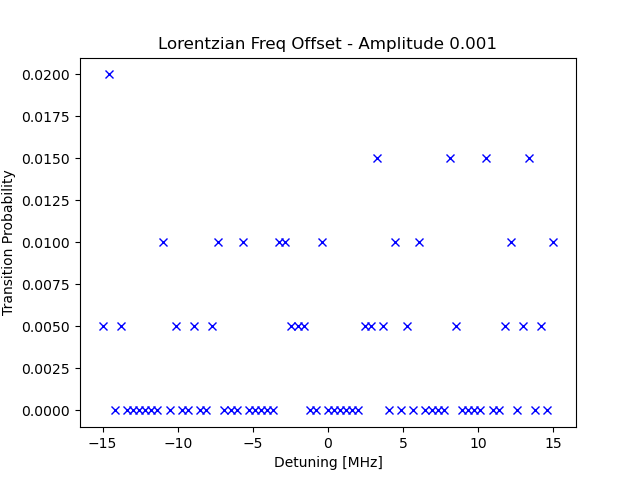 Lorentzian Freq Offset - Amplitude 0.001
0.0200
0.0175
0.0150
0.0125
0.0100
0.0075
0.0050
0.0025
0.0000
Transition Probability
−15 −10 −5 0 5 10 15
Detuning [MHz]